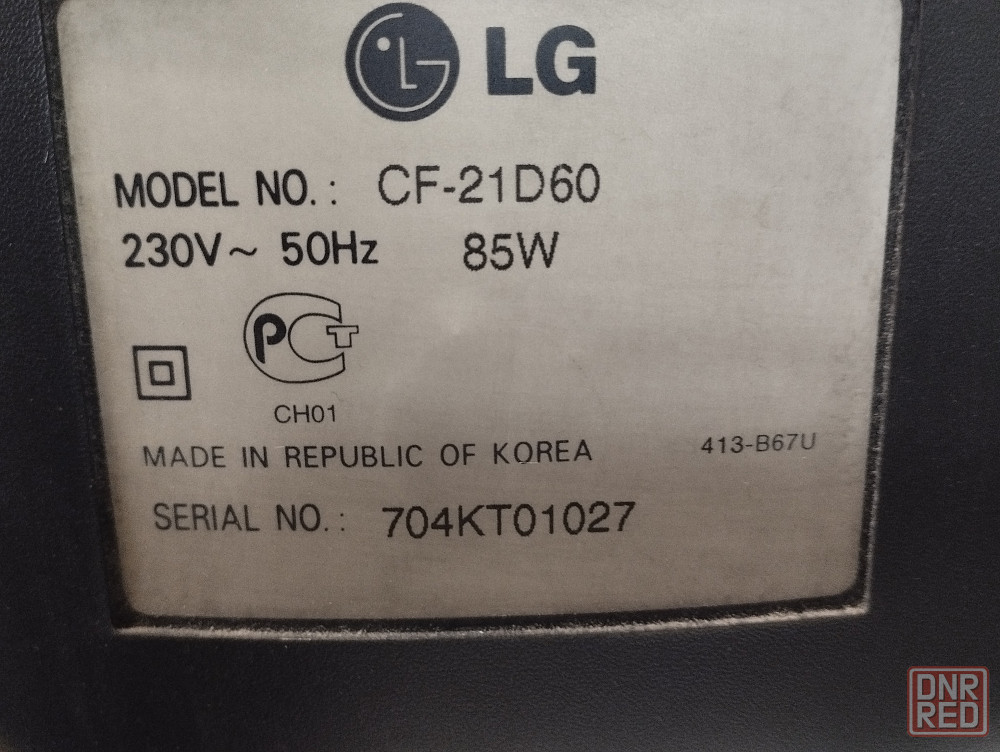 LG
MODEL NO.: CF-21D60
230V~ 50Hz 85W
PCT
CH01
MADE IN REPUBLIC OF KOREA 413-B67U
SERIAL NO.: 704KT01027
DNR
RED